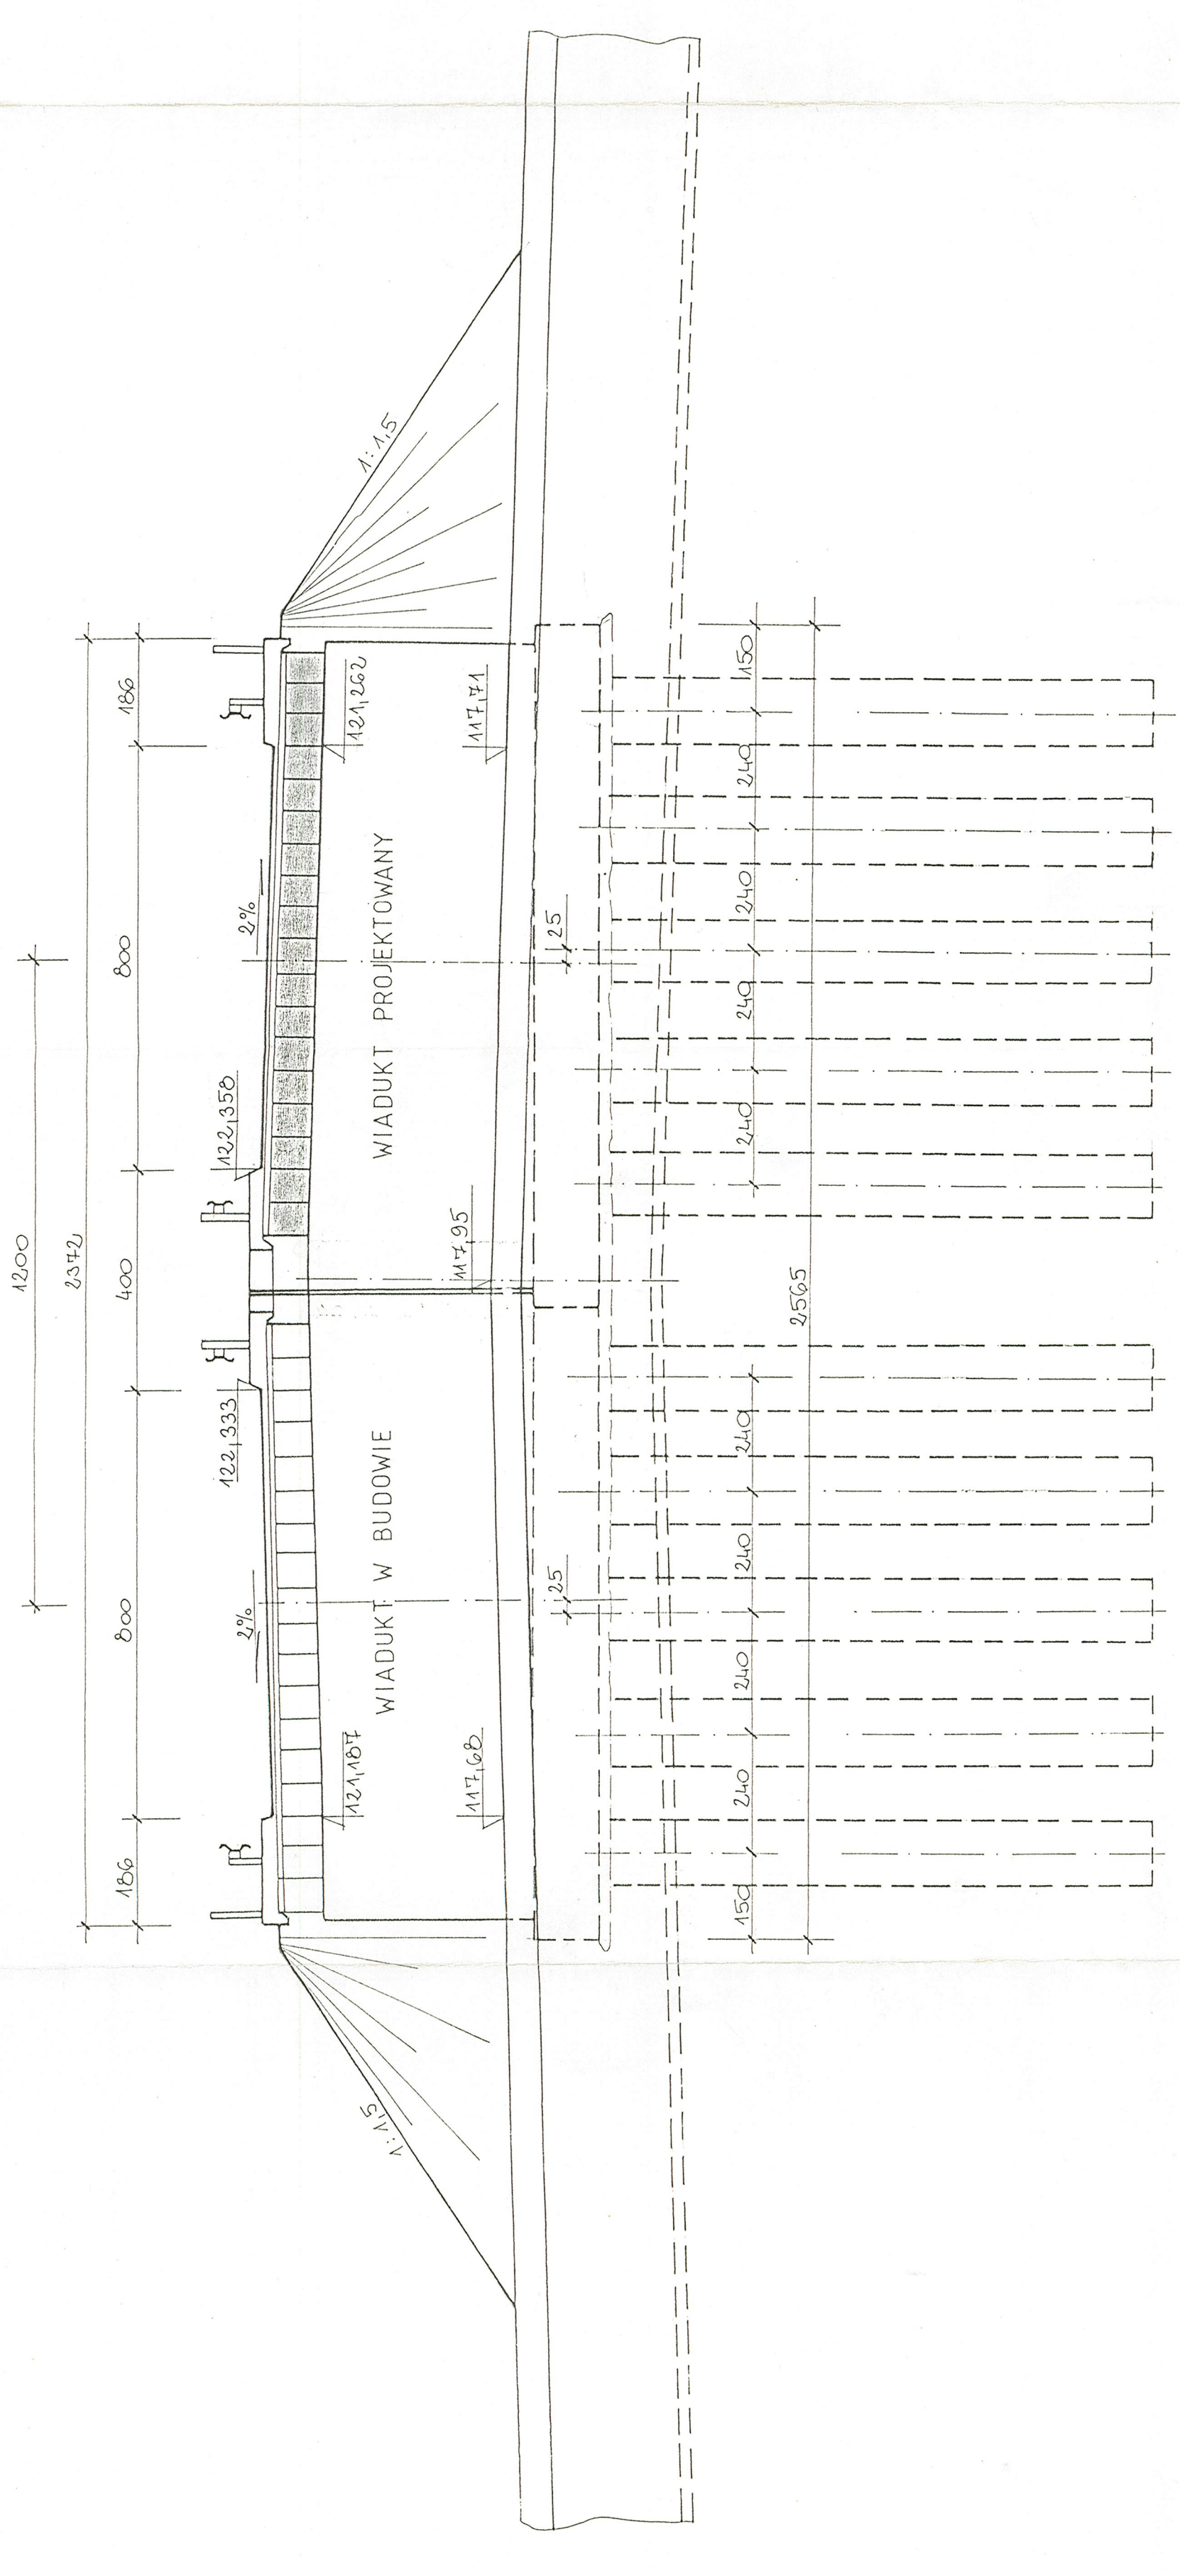 1200
2372
186 800 400 800 186
122,333 122,358
2% 2%
121,187 121,262
1:1,5 1:1,5
WIADUKT W BUDOWIE WIADUKT PROJEKTOWANY
117,68 117,95 117,71
25 25
150 240 240 240 240 240 240 240 240 150
2565